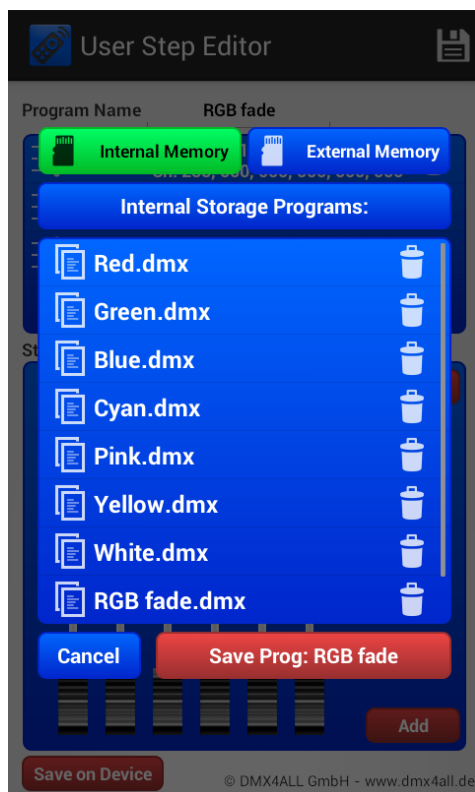 User Step Editor
Program Name RGB fade
Internal Memory External Memory
Internal Storage Programs:
Red.dmx
Green.dmx
Blue.dmx
Cyan.dmx
Pink.dmx
Yellow.dmx
White.dmx
RGB fade.dmx
Cancel Save Prog: RGB fade
Add
Save on Device
© DMX4ALL GmbH - www.dmx4all.de